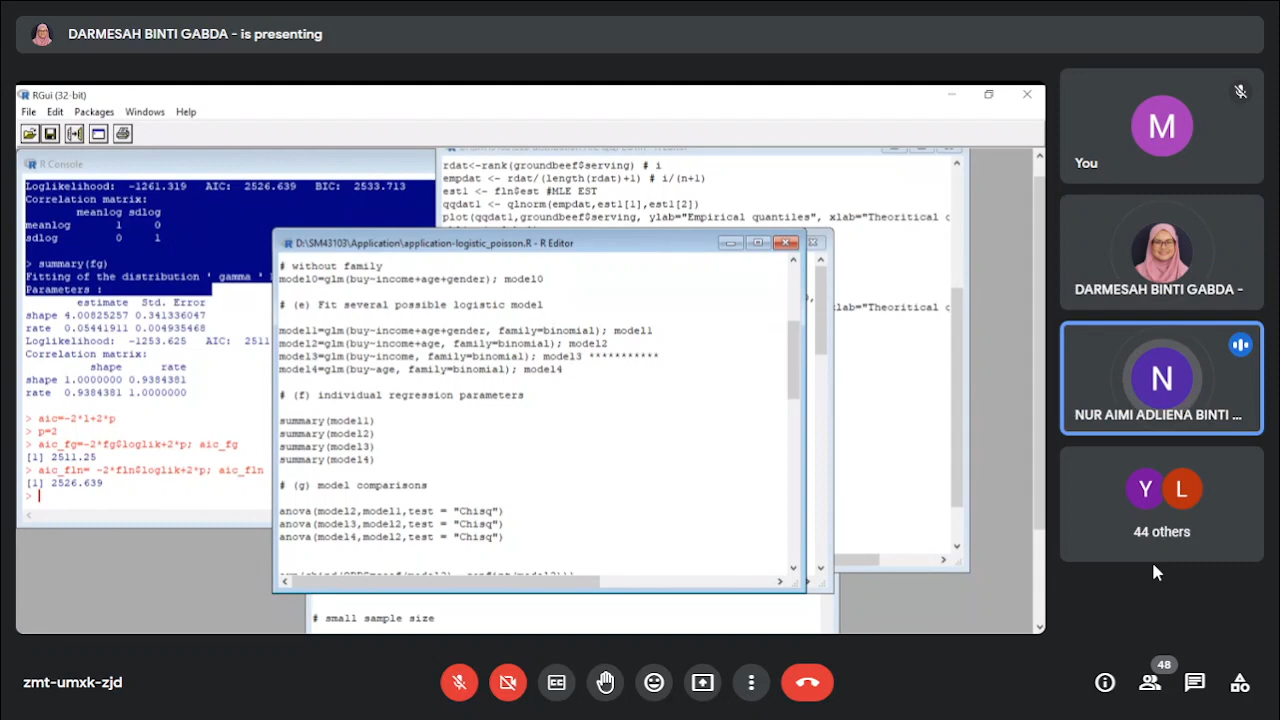 DARMESAH BINTI GABDA - is presenting
RGui (32-bit)
File Edit Packages Windows Help
R Console
Loglikelihood: -1261.319 AIC: 2526.639 BIC: 2533.713
Correlation matrix:
meanlog sdlog
meanlog 1 0
sdlog 0 1
> summary(fg)
Fitting of the distribution ' gamma '
Parameters :
estimate Std. Error
shape 4.00825257 0.341336047
rate 0.05441911 0.004935468
Loglikelihood: -1253.625 AIC: 2511
Correlation matrix:
shape rate
shape 1.0000000 0.9384381
rate 0.9384381 1.0000000
> aic=-2*l+2*p
> p=2
> aic_fg=-2*fg$loglik+2*p; aic_fg
[1] 2511.25
> aic_fln= -2*fln$loglik+2*p; aic_fln
[1] 2526.639
>
rdat<-rank(groundbeef$serving) # i
empdat <- rdat/(length(rdat)+1) # i/(n+1)
est1 <- fln$est #MLE EST
qqdat1 <- qlnorm(empdat,est1[1],est1[2])
plot(qqdat1,groundbeef$serving, ylab="Empirical quantiles", xlab="Theoritical q
xlab="Theoritical q
D:\SM43103\Application\application-logistic_poisson.R - R Editor
# without family
model0=glm(buy~income+age+gender); model0
# (e) Fit several possible logistic model
model1=glm(buy~income+age+gender, family=binomial); model1
model2=glm(buy~income+age, family=binomial); model2
model3=glm(buy~income, family=binomial); model3 ***********
model4=glm(buy~age, family=binomial); model4
# (f) individual regression parameters
summary(model1)
summary(model2)
summary(model3)
summary(model4)
# (g) model comparisons
anova(model2,model1,test = "Chisq")
anova(model3,model2,test = "Chisq")
anova(model4,model2,test = "Chisq")
# small sample size
M
You
DARMESAH BINTI GABDA -
N
NUR AIMI ADLIENA BINTI ...
Y L
44 others
zmt-umxk-zjd
48